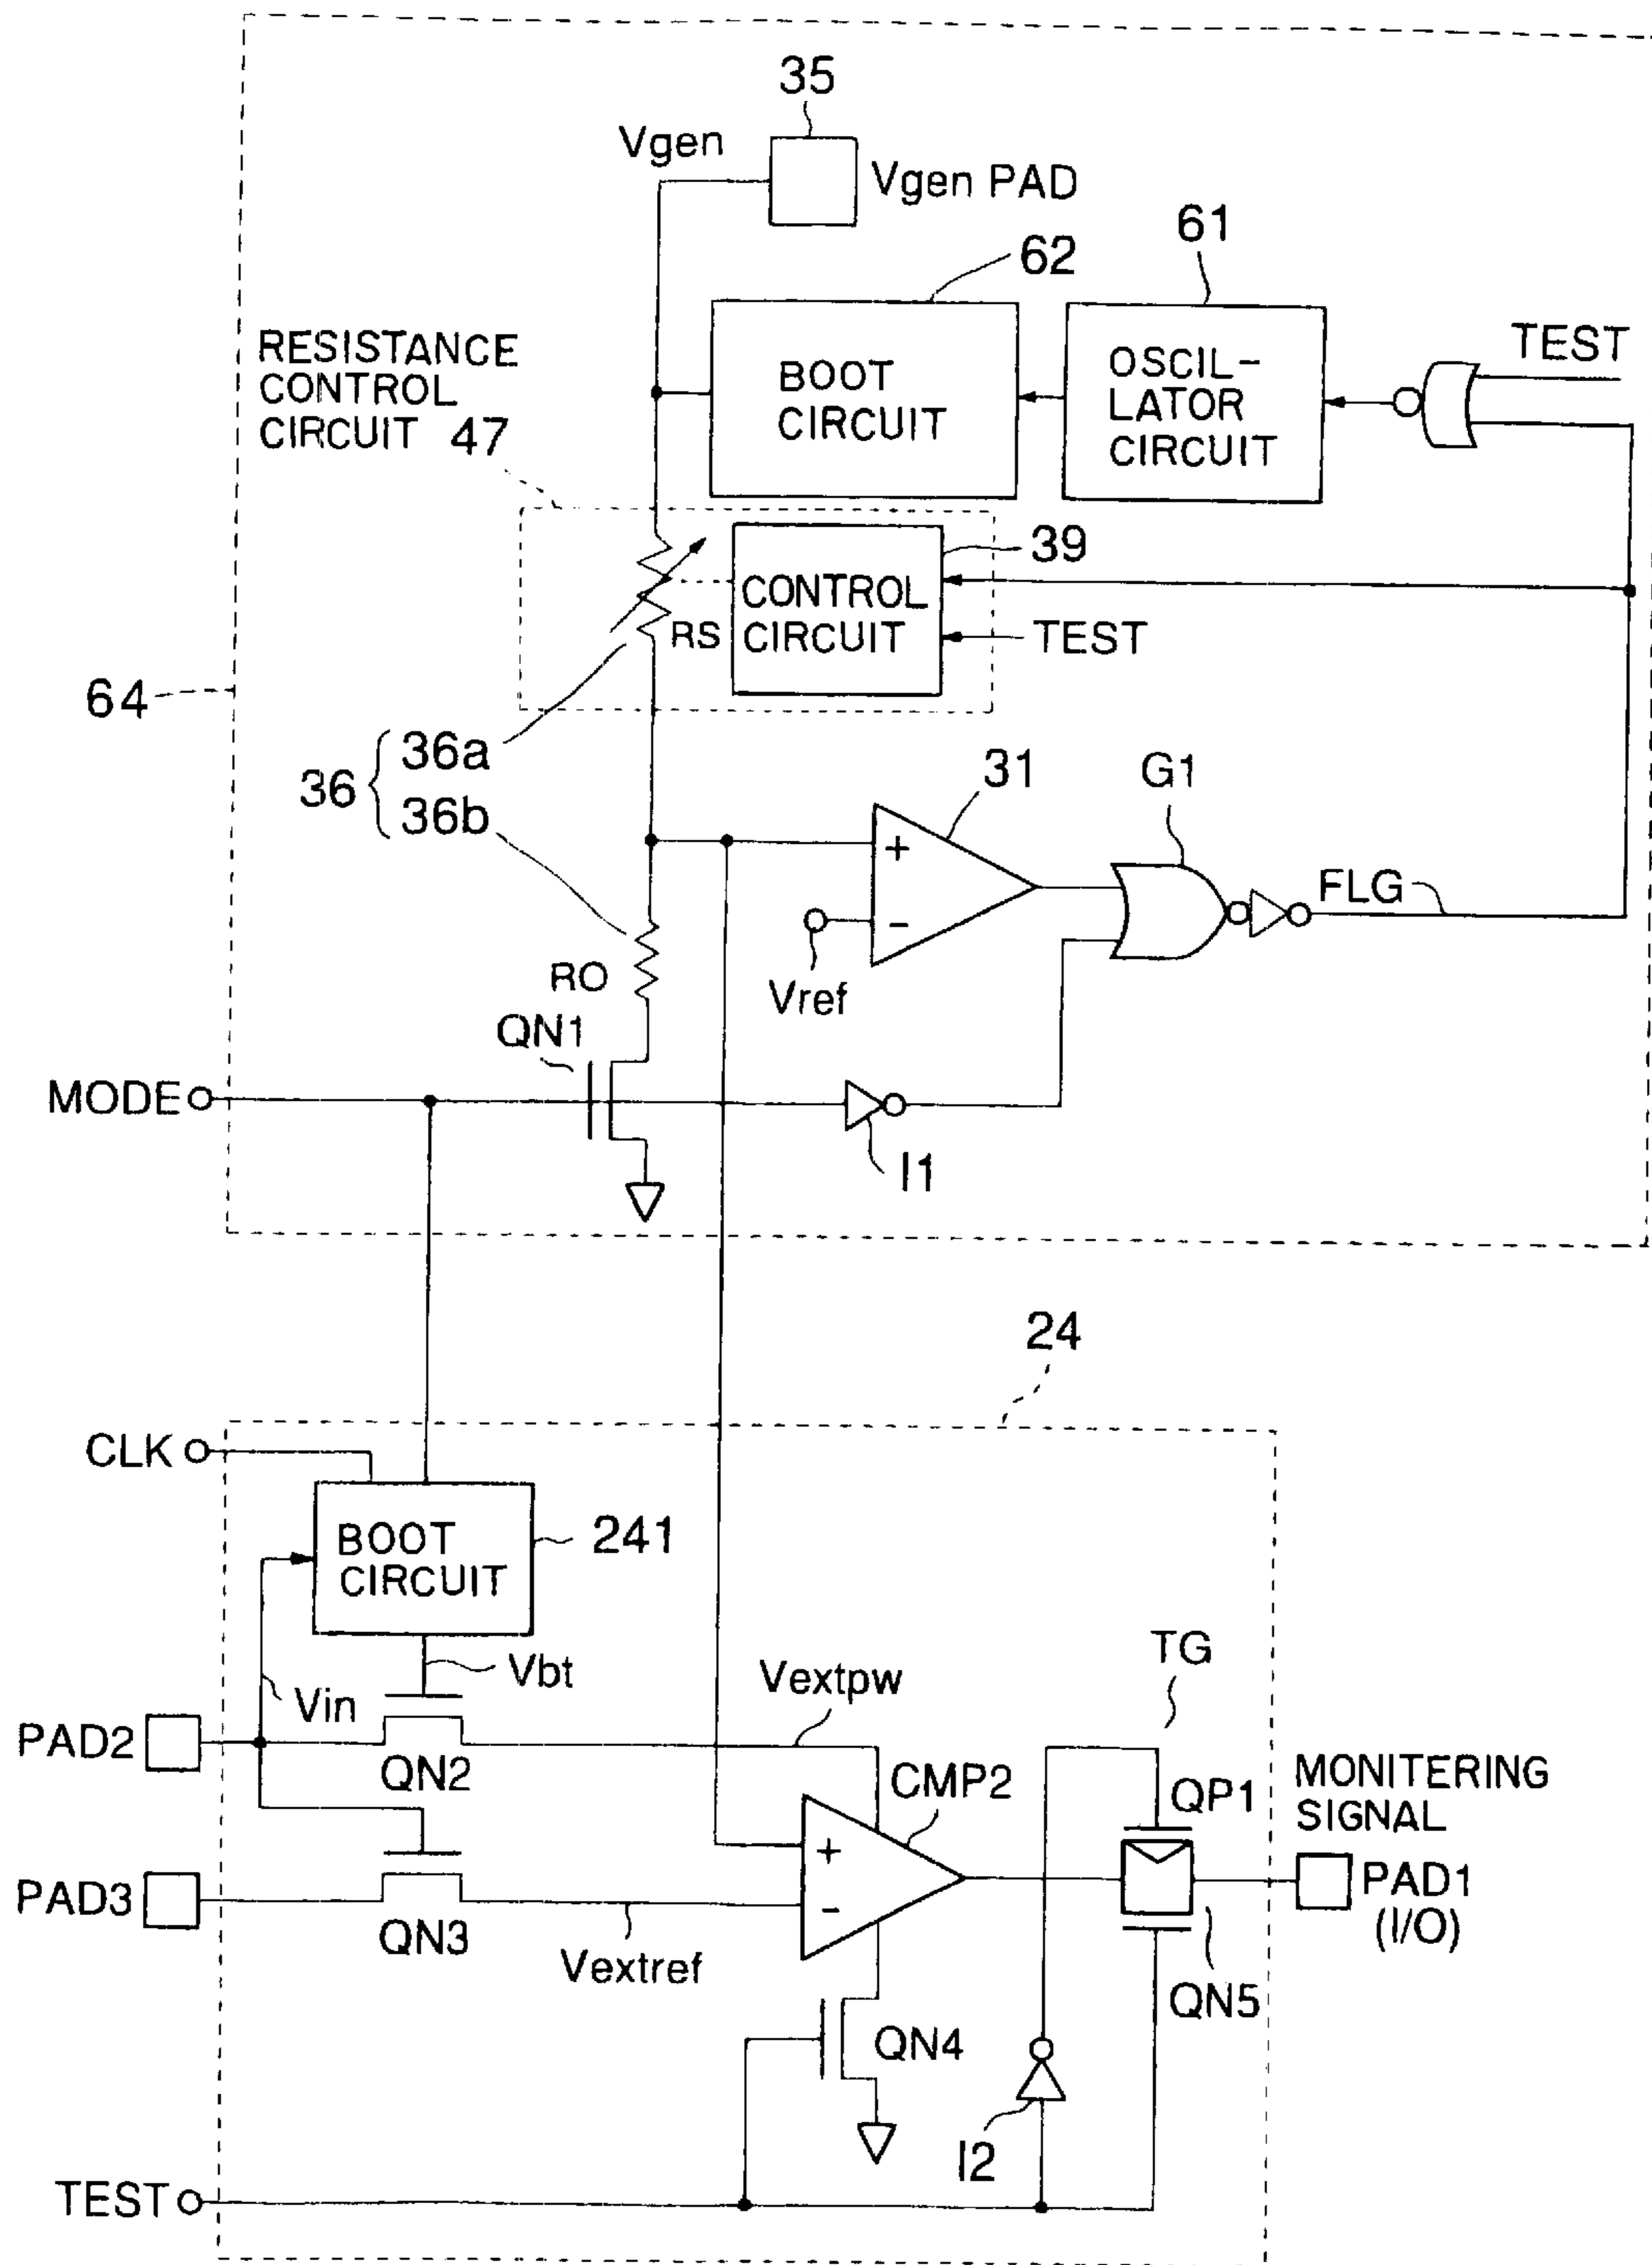 35
Vgen
Vgen PAD
61
62
TEST
RESISTANCE
CONTROL
CIRCUIT 47
BOOT
CIRCUIT
OSCIL-
LATOR
CIRCUIT
39
CONTROL
CIRCUIT
RS
TEST
64
36a
36
36b
31
G1
+
-
FLG
Vref
RO
QN1
MODE
I1
24
CLK
BOOT
CIRCUIT
241
Vbt
TG
Vextpw
Vin
PAD2
QN2
CMP2
QP1
MONITERING
SIGNAL
+
-
PAD3
PAD1
(I/O)
QN3
Vextref
QN5
QN4
I2
TEST